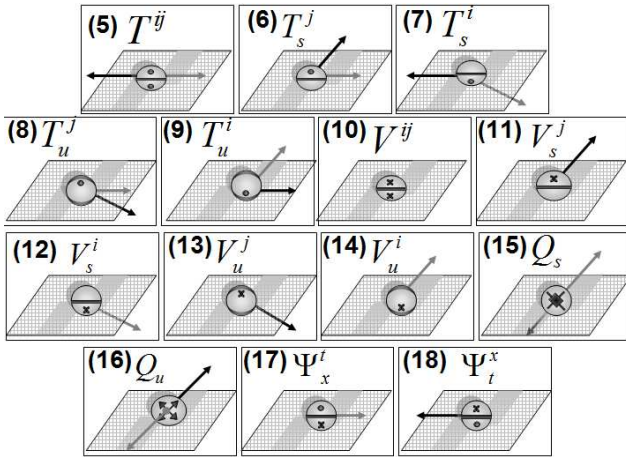 (5) T^{ij} (6) T_s^j (7) T_s^i
(8) T_u^j (9) T_u^i (10) V^{ij} (11) V_s^j
(12) V_s^i (13) V_u^j (14) V_u^i (15) Q_s
(16) Q_u (17) Ψ_x^t (18) Ψ_t^x